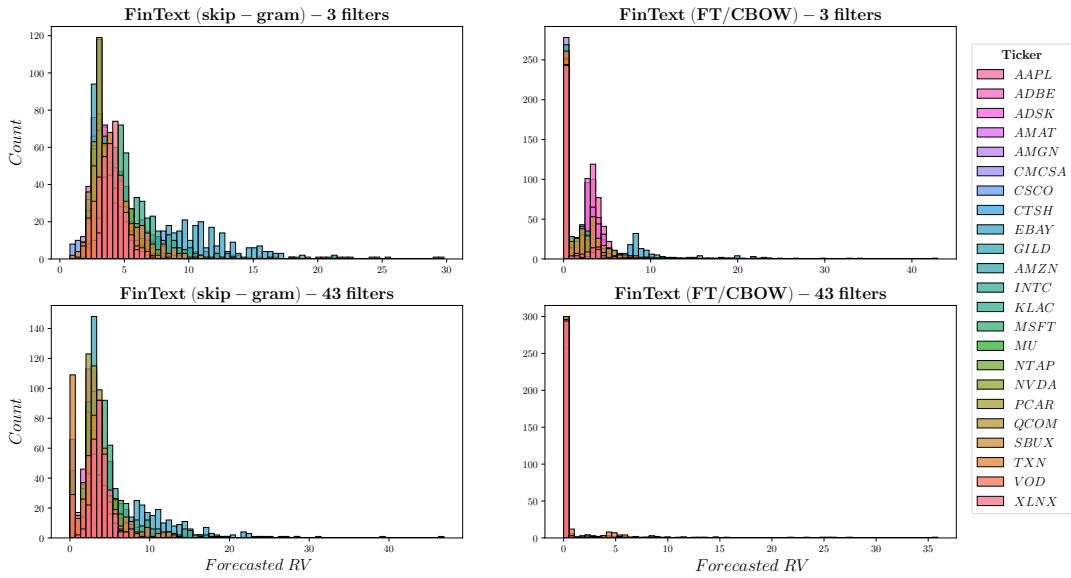 FinText (skip − gram) − 3 filters
Count
120
100
80
60
40
20
0
0 5 10 15 20 25 30
FinText (FT/CBOW) − 3 filters
250
200
150
100
50
0
0 10 20 30 40
FinText (skip − gram) − 43 filters
Count
140
120
100
80
60
40
20
0
0 10 20 30 40
Forecasted RV
FinText (FT/CBOW) − 43 filters
300
250
200
150
100
50
0
0 5 10 15 20 25 30 35
Forecasted RV
Ticker
AAPL
ADBE
ADSK
AMAT
AMGN
CMCSA
CSCO
CTSH
EBAY
GILD
AMZN
INTC
KLAC
MSFT
MU
NTAP
NVDA
PCAR
QCOM
SBUX
TXN
VOD
XLNX